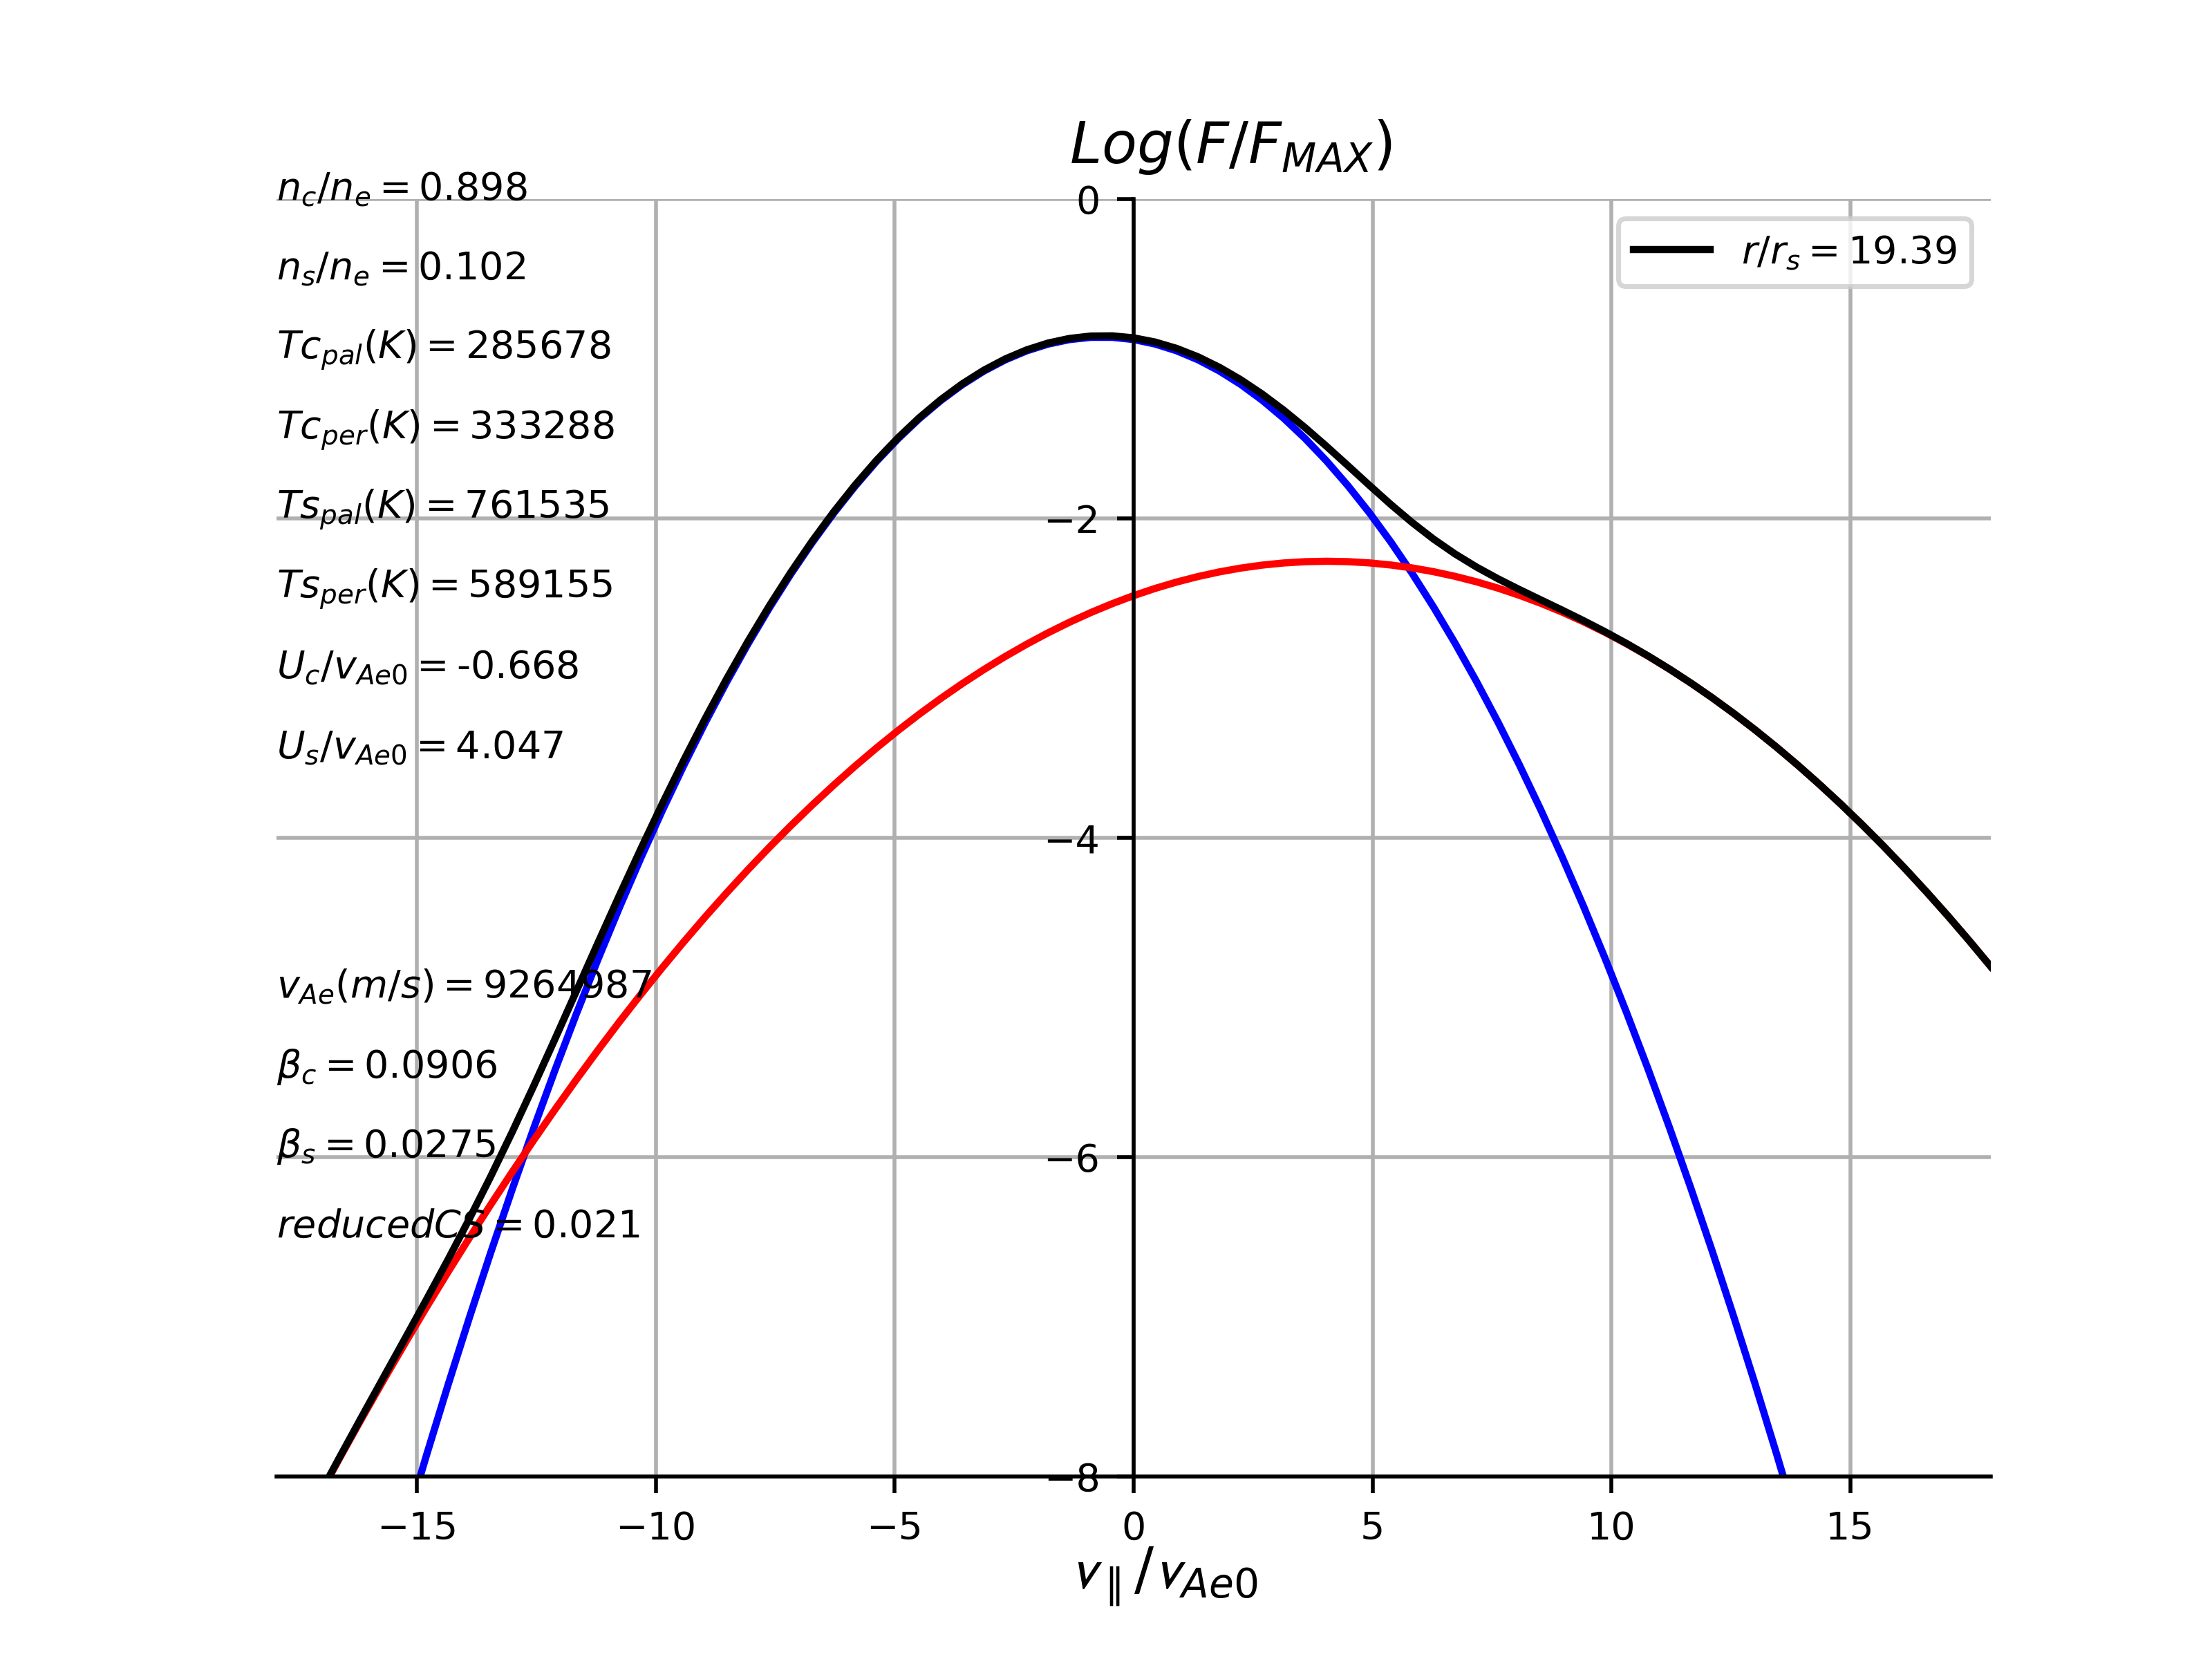 Log(F/F_MAX)
n_c/n_e = 0.898
n_s/n_e = 0.102
Tc_pal(K) = 285678
Tc_per(K) = 333288
Ts_pal(K) = 761535
Ts_per(K) = 589155
U_c/v_Ae0 = -0.668
U_s/v_Ae0 = 4.047
v_Ae(m/s) = 9264987
β_c = 0.0906
β_s = 0.0275
reducedCS = 0.021
r/r_s = 19.39
0
−2
−4
−6
−8
−15 −10 −5 0 5 10 15
v_∥/v_Ae0